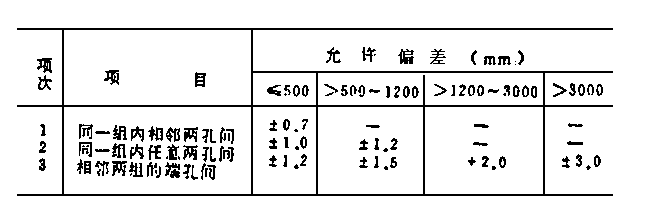 项次 项目 允许偏差(mm)
≤500 >500~1200 >1200~3000 >3000
1 同一组内相邻两孔间 ±0.7 — — —
2 同一组内任意两孔间 ±1.0 ±1.2 — —
3 相邻两组的端孔间 ±1.2 ±1.5 +2.0 ±3.0